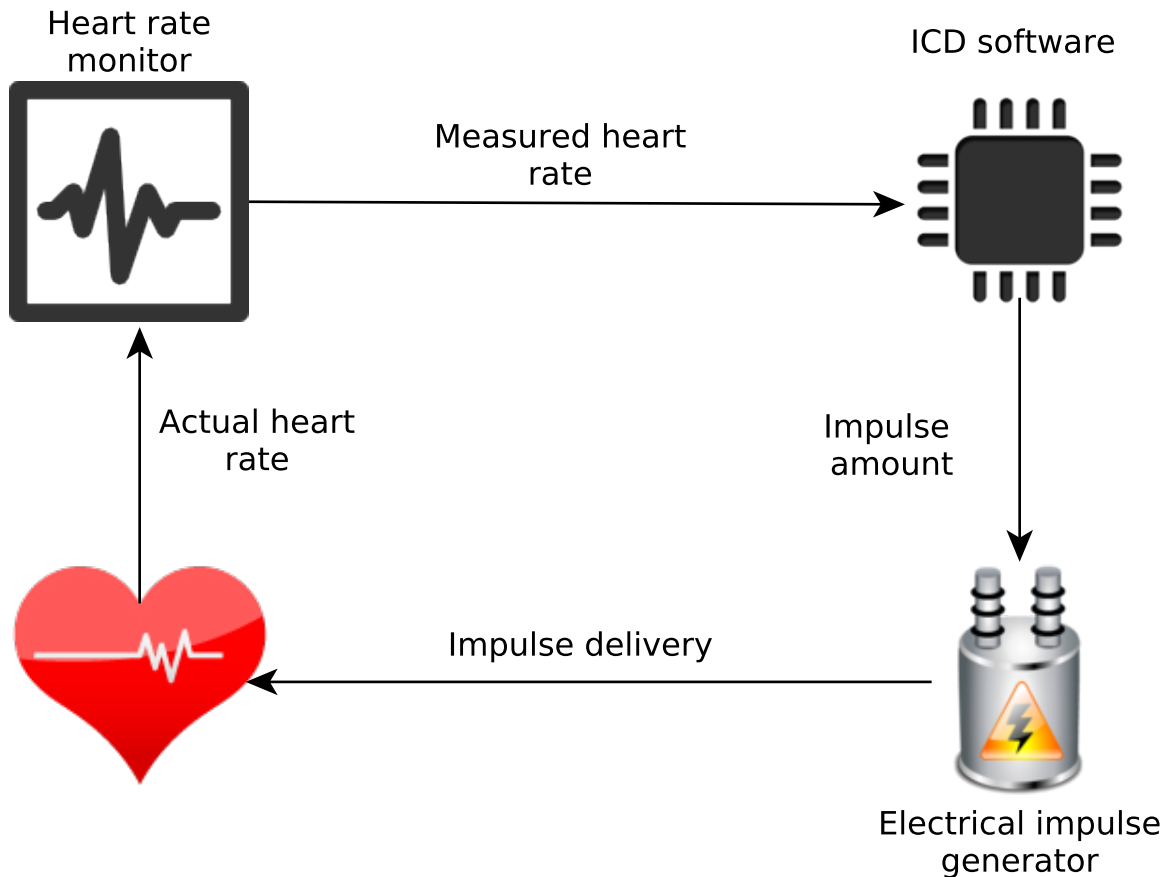 Heart rate
monitor
ICD software
Measured heart
rate
Actual heart
rate
Impulse
amount
Impulse delivery
Electrical impulse
generator